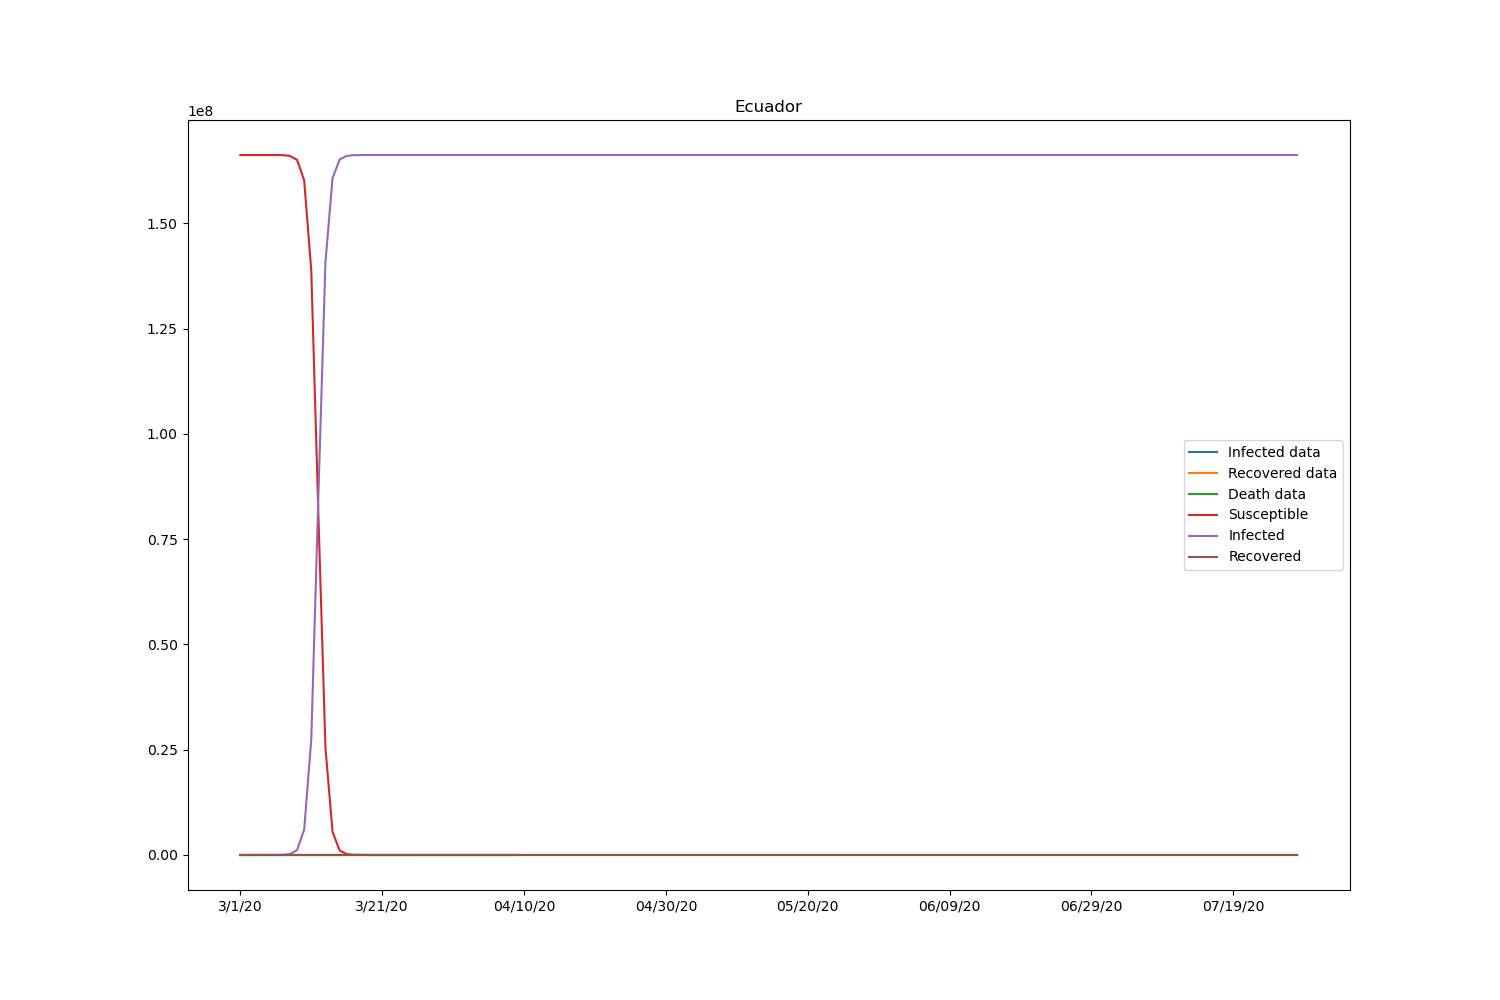 Ecuador
1e8
1.50
1.25
1.00
0.75
0.50
0.25
0.00
3/1/20 3/21/20 04/10/20 04/30/20 05/20/20 06/09/20 06/29/20 07/19/20
Infected data
Recovered data
Death data
Susceptible
Infected
Recovered